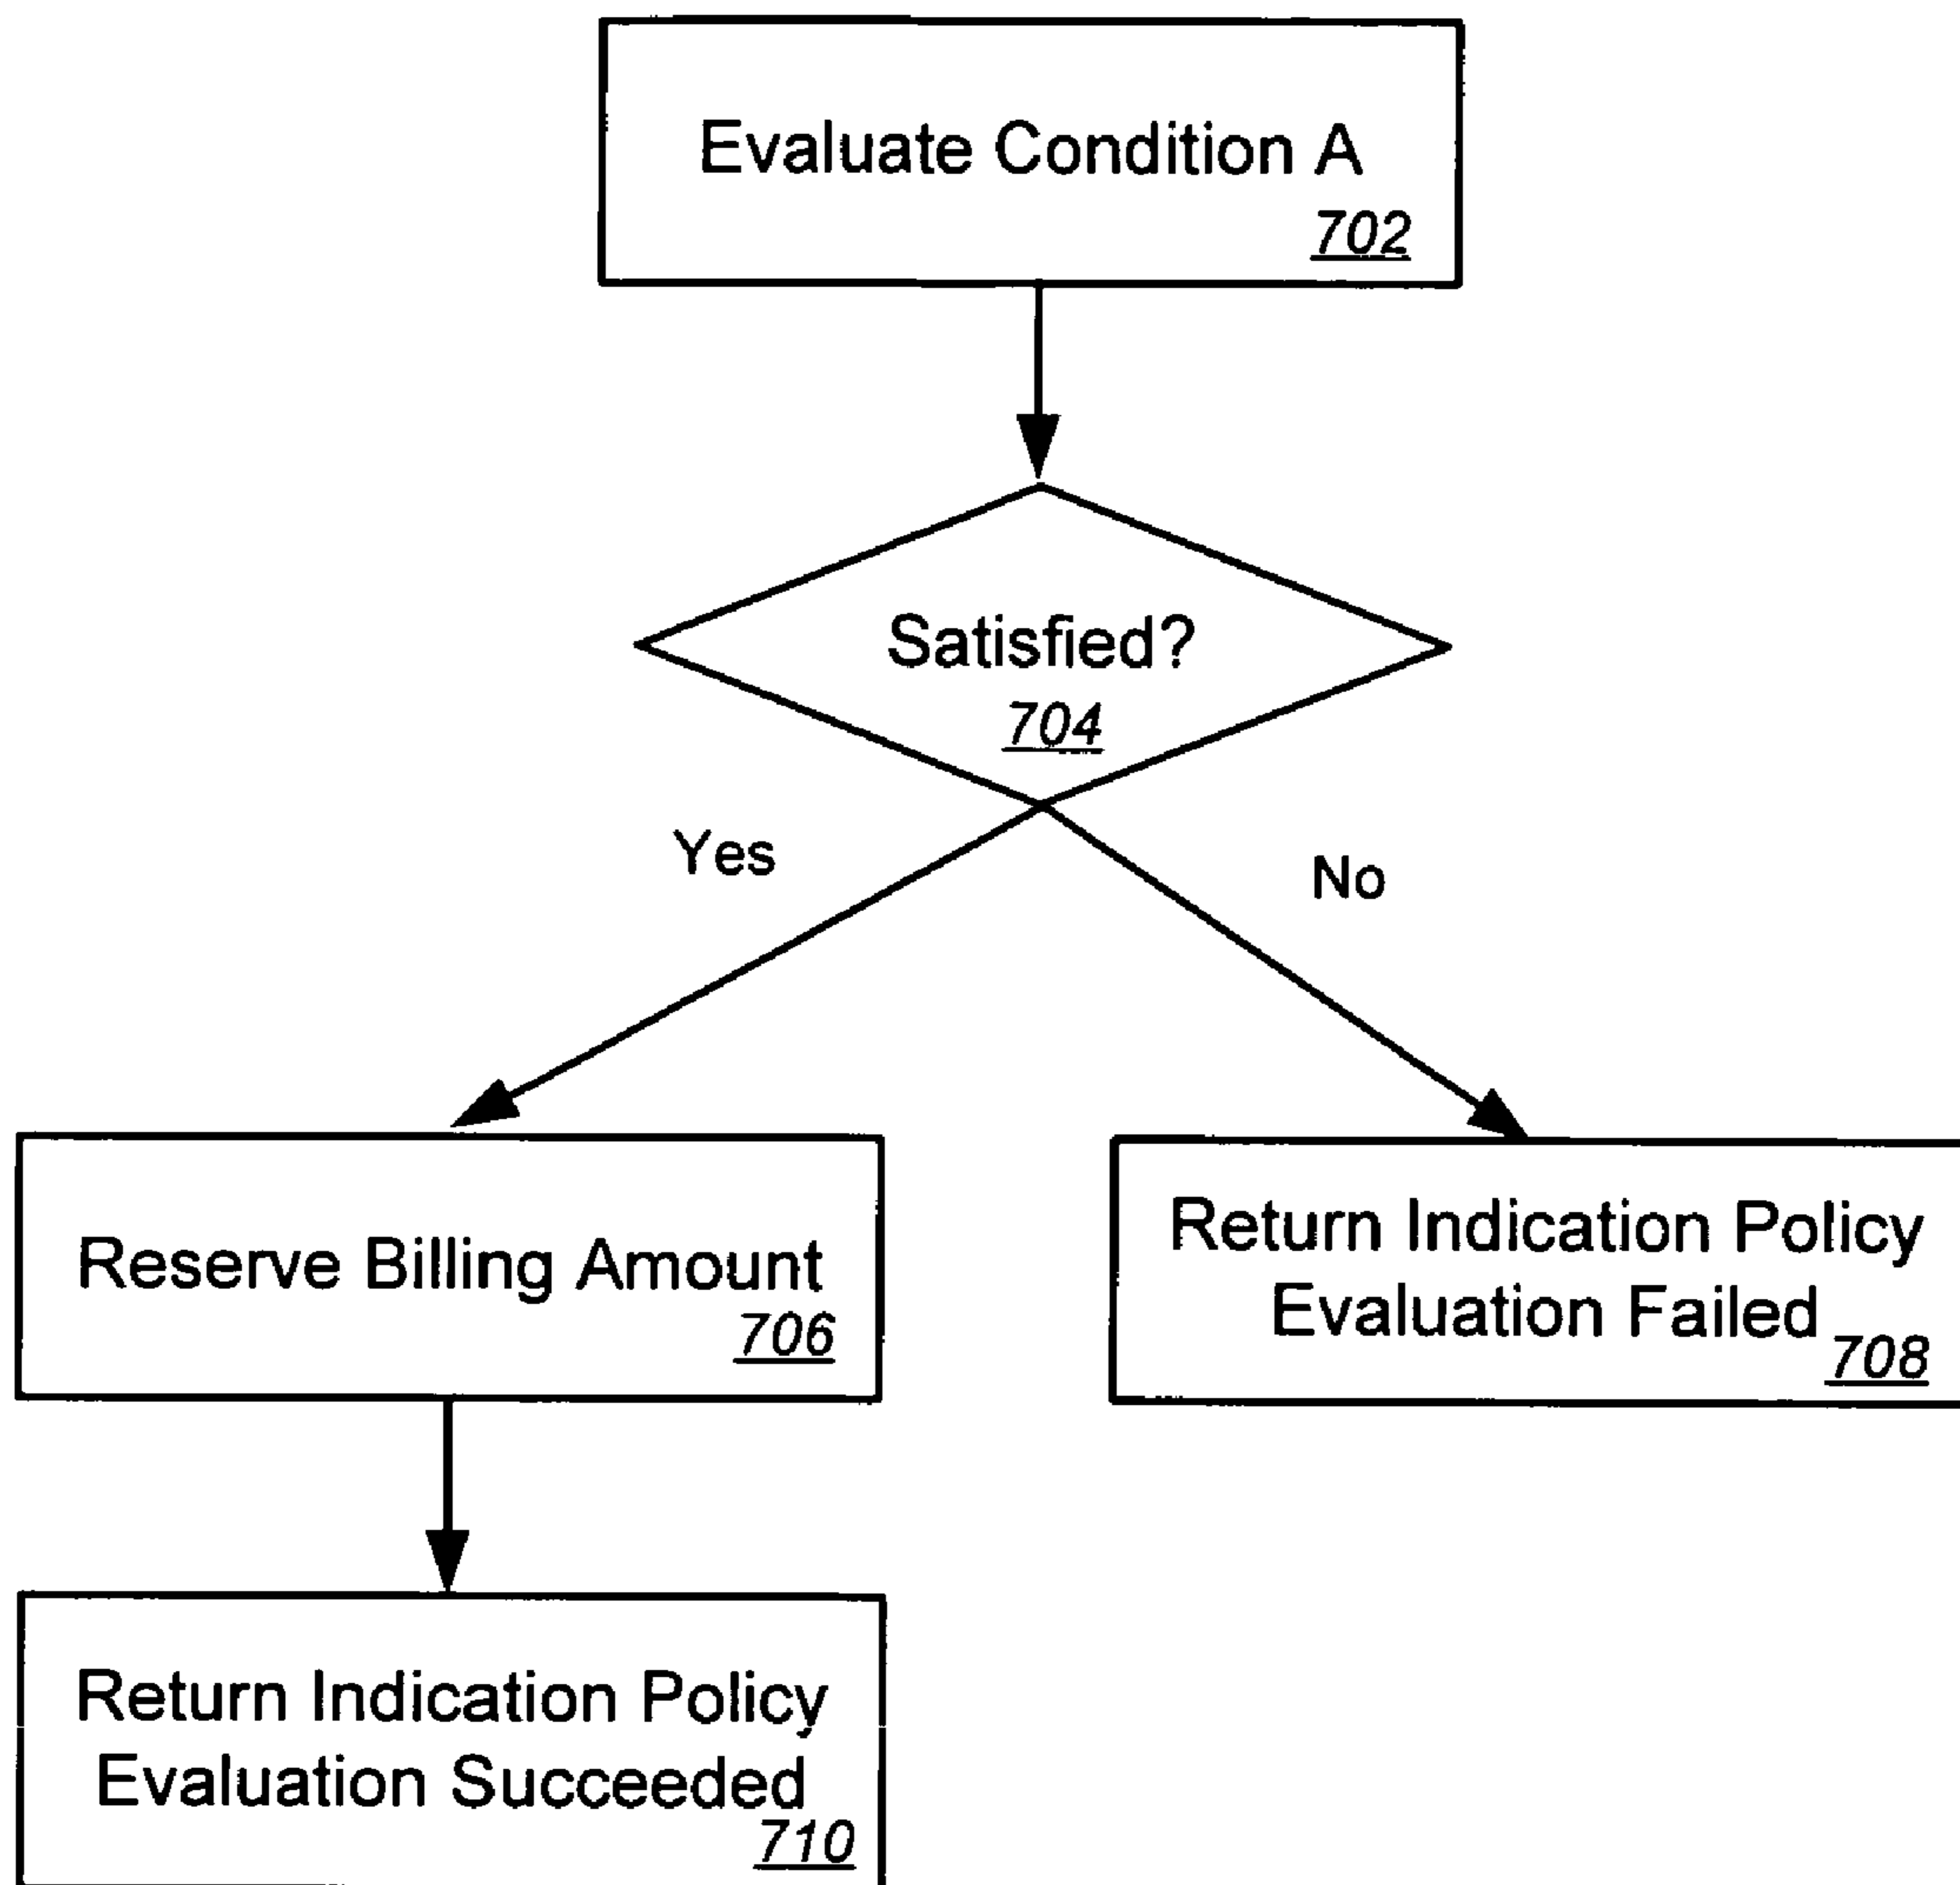 Evaluate Condition A
702
Satisfied?
704
Yes
No
Reserve Billing Amount
706
Return Indication Policy
Evaluation Failed
708
Return Indication Policy
Evaluation Succeeded
710